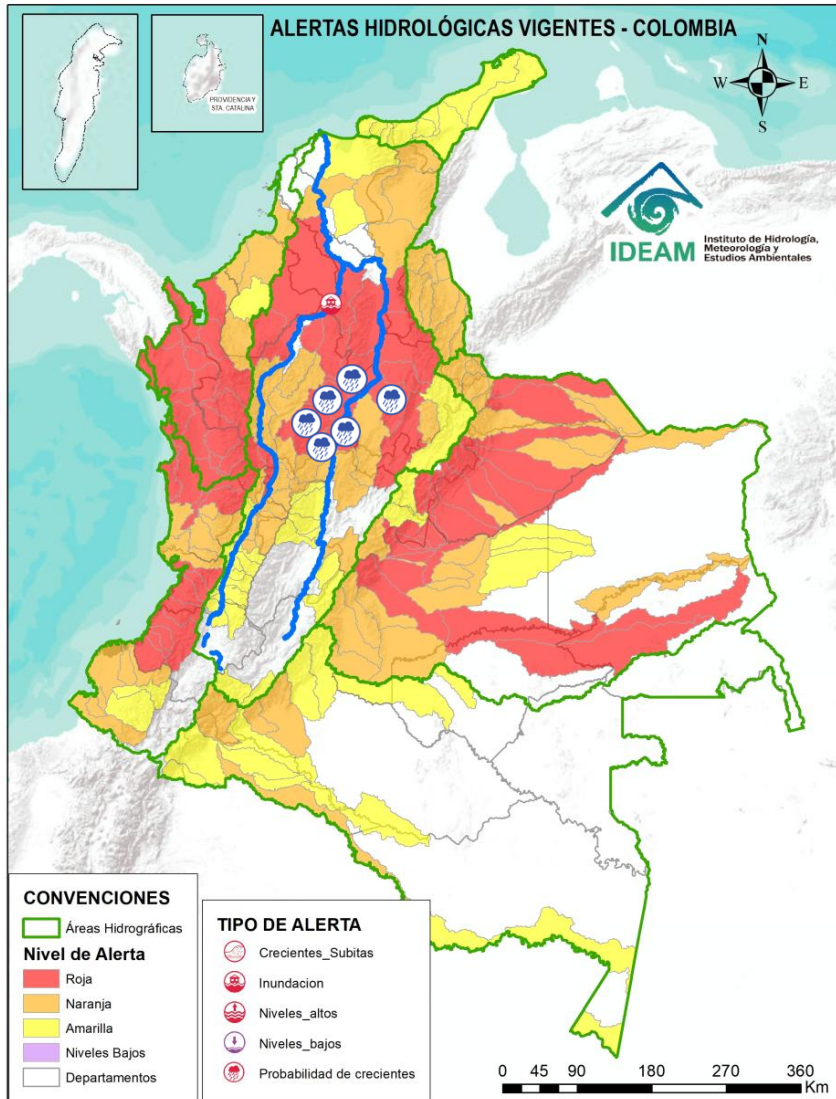 ALERTAS HIDROLÓGICAS VIGENTES - COLOMBIA
PROVIDENCIA Y
STA. CATALINA
N
W
E
S
IDEAM
Instituto de Hidrología,
Meteorología y
Estudios Ambientales
CONVENCIONES
Áreas Hidrográficas
Nivel de Alerta
Roja
Naranja
Amarilla
Niveles Bajos
Departamentos
TIPO DE ALERTA
Crecientes_Subitas
Inundacion
Niveles_altos
Niveles_bajos
Probabilidad de crecientes
0 45 90 180 270 360
Km